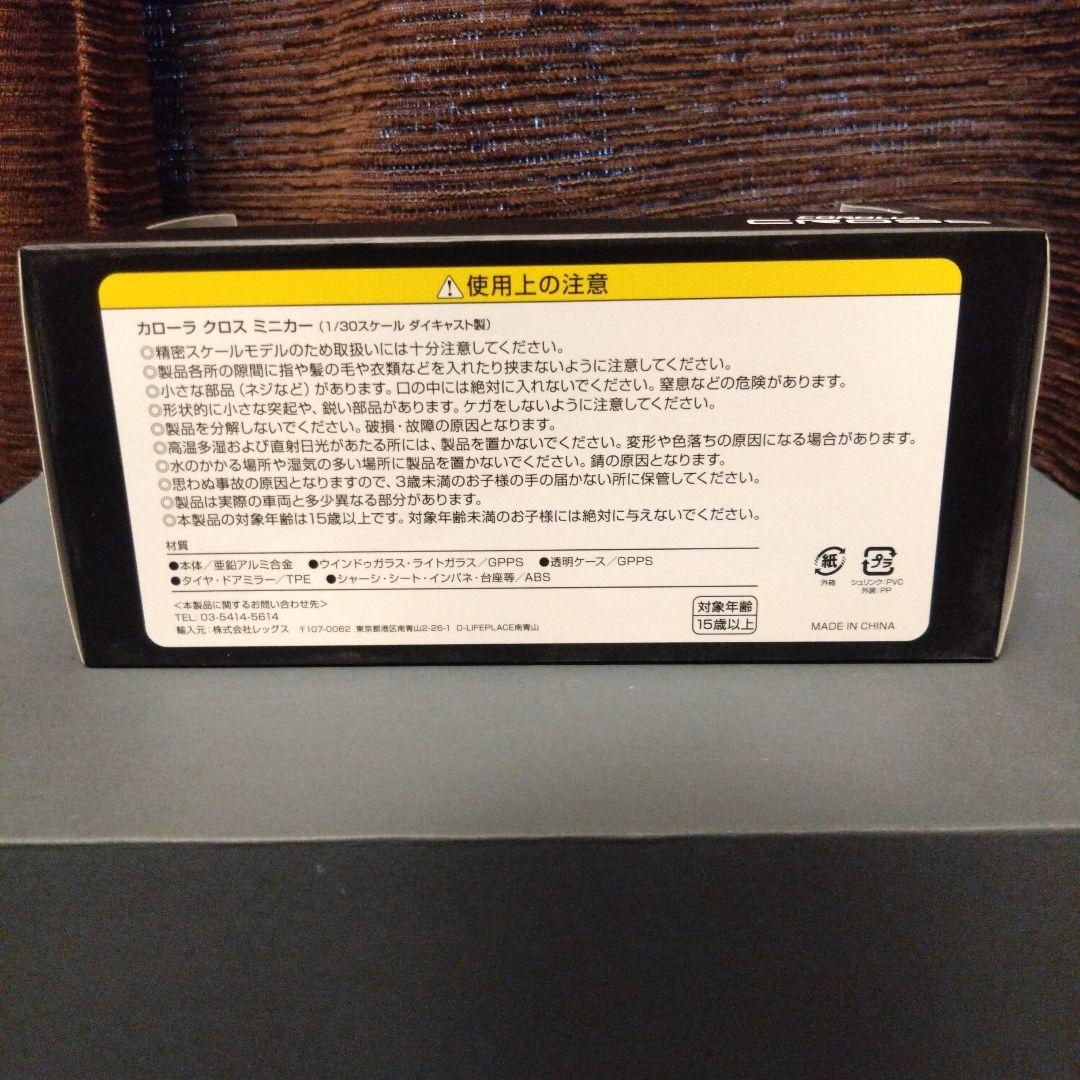 COROLLA
CROSS
使用上の注意
カローラ クロス ミニカー（1/30スケール ダイキャスト製）
◎精密スケールモデルのため取扱いには十分注意してください。
◎製品各所の隙間に指や髪の毛や衣類などを入れたり挟まないように注意してください。
◎小さな部品（ネジなど）があります。口の中には絶対に入れないでください。窒息などの危険があります。
◎形状的に小さな突起や、鋭い部品があります。ケガをしないように注意してください。
◎製品を分解しないでください。破損・故障の原因となります。
◎高温多湿および直射日光があたる所には、製品を置かないでください。変形や色落ちの原因になる場合があります。
◎水のかかる場所や湿気の多い場所に製品を置かないでください。錆の原因となります。
◎思わぬ事故の原因となりますので、3歳未満のお子様の手の届かない所に保管してください。
◎製品は実際の車両と多少異なる部分があります。
◎本製品の対象年齢は15歳以上です。対象年齢未満のお子様には絶対に与えないでください。
材質
●本体／亜鉛アルミ合金 ●ウインドゥガラス・ライトガラス／GPPS ●透明ケース／GPPS
●タイヤ・ドアミラー／TPE ●シャーシ・シート・インパネ・台座等／ABS
紙
外箱
プラ
シュリンク：PVC
外装：PP
＜本製品に関するお問い合わせ先＞
TEL: 03-5414-5614
輸入元：株式会社レッグス 〒107-0062 東京都港区南青山2-26-1 D-LIFEPLACE南青山
対象年齢
15歳以上
MADE IN CHINA